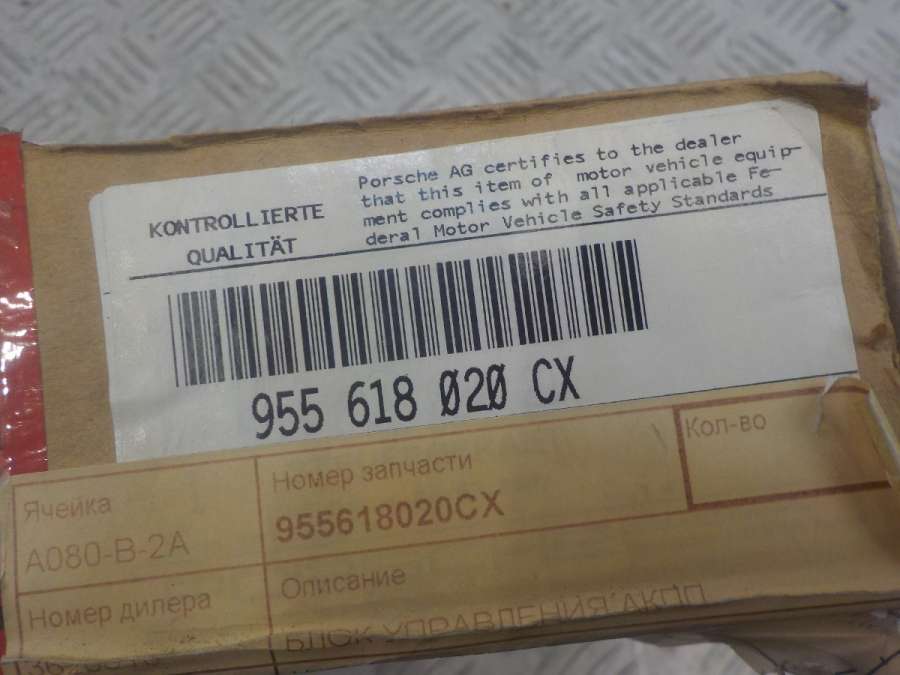 KONTROLLIERTE
QUALITÄT
Porsche AG certifies to the dealer
that this item of motor vehicle equip-
ment complies with all applicable Fe-
deral Motor Vehicle Safety Standards
955 618 020 CX
Ячейка
A080-B-2A
Номер запчасти
955618020CX
Кол-во
Номер дилера
Описание
БЛОК УПРАВЛЕНИЯ АКПП